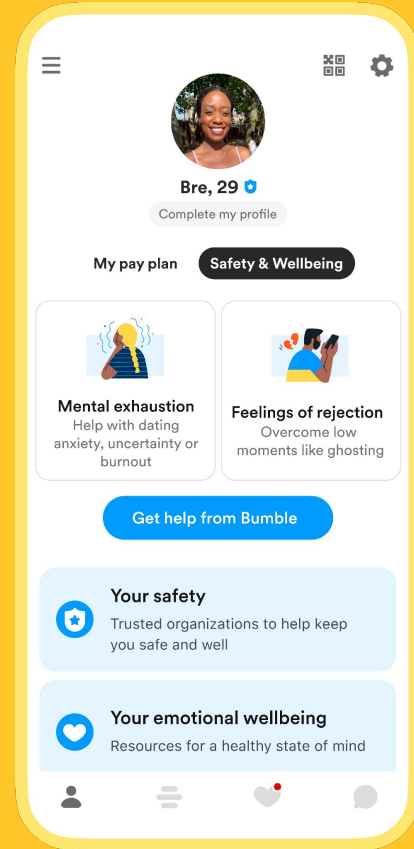 Bre, 29
Complete my profile
My pay plan
Safety & Wellbeing
Mental exhaustion
Help with dating
anxiety, uncertainty or
burnout
Feelings of rejection
Overcome low
moments like ghosting
Get help from Bumble
Your safety
Trusted organizations to help keep
you safe and well
Your emotional wellbeing
Resources for a healthy state of mind